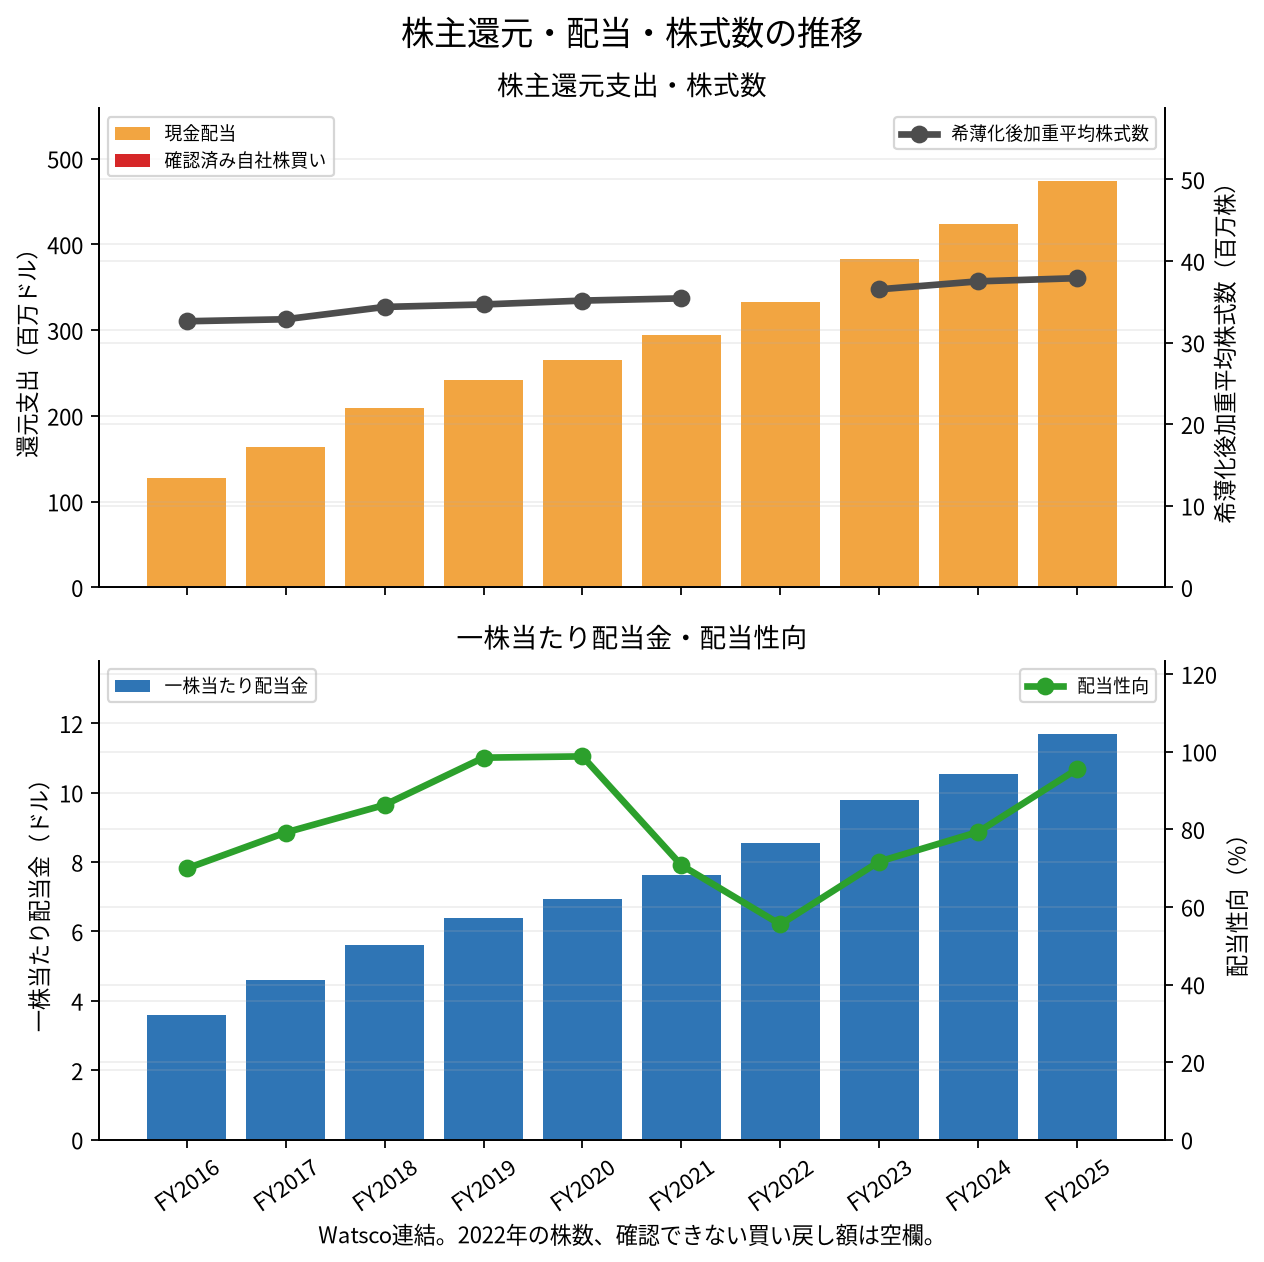 株主還元・配当・株式数の推移
株主還元支出・株式数
現金配当
確認済み自社株買い
希薄化後加重平均株式数
還元支出（百万ドル）
500
400
300
200
100
0
50
40
30
20
10
0
希薄化後加重平均株式数（百万株）
一株当たり配当金・配当性向
一株当たり配当金
配当性向
一株当たり配当金（ドル）
12
10
8
6
4
2
0
120
100
80
60
40
20
0
配当性向（%）
FY2016
FY2017
FY2018
FY2019
FY2020
FY2021
FY2022
FY2023
FY2024
FY2025
Watsco連結。2022年の株数、確認できない買い戻し額は空欄。